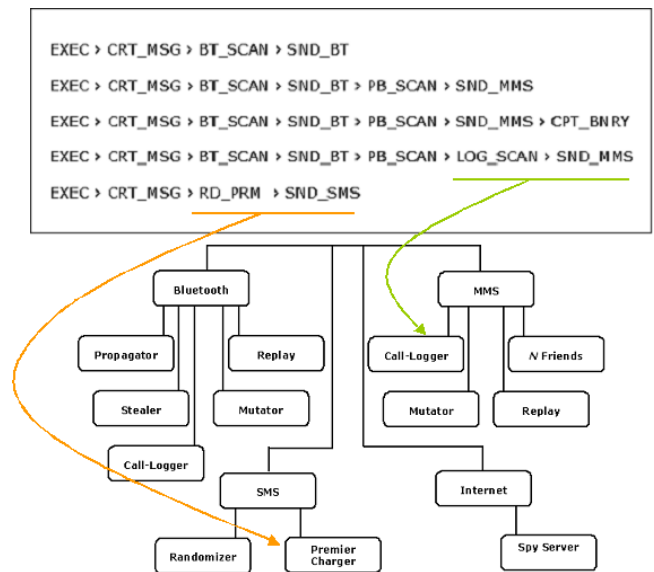 EXEC > CRT_MSG > BT_SCAN > SND_BT
EXEC > CRT_MSG > BT_SCAN > SND_BT > PB_SCAN > SND_MMS
EXEC > CRT_MSG > BT_SCAN > SND_BT > PB_SCAN > SND_MMS > CPT_BNRY
EXEC > CRT_MSG > BT_SCAN > SND_BT > PB_SCAN > LOG_SCAN > SND_MMS
EXEC > CRT_MSG > RD_PRM > SND_SMS
Bluetooth
MMS
Propagator
Replay
Call-Logger
N Friends
Stealer
Mutator
Mutator
Replay
Call-Logger
SMS
Internet
Randomizer
Premier
Charger
Spy Server